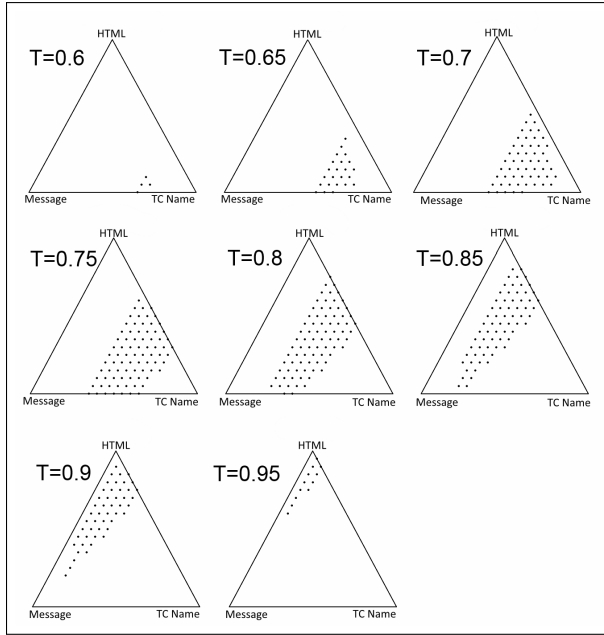 HTML
T=0.6
Message TC Name
HTML
T=0.65
Message TC Name
HTML
T=0.7
Message TC Name
HTML
T=0.75
Message TC Name
HTML
T=0.8
Message TC Name
HTML
T=0.85
Message TC Name
HTML
T=0.9
Message TC Name
HTML
T=0.95
Message TC Name